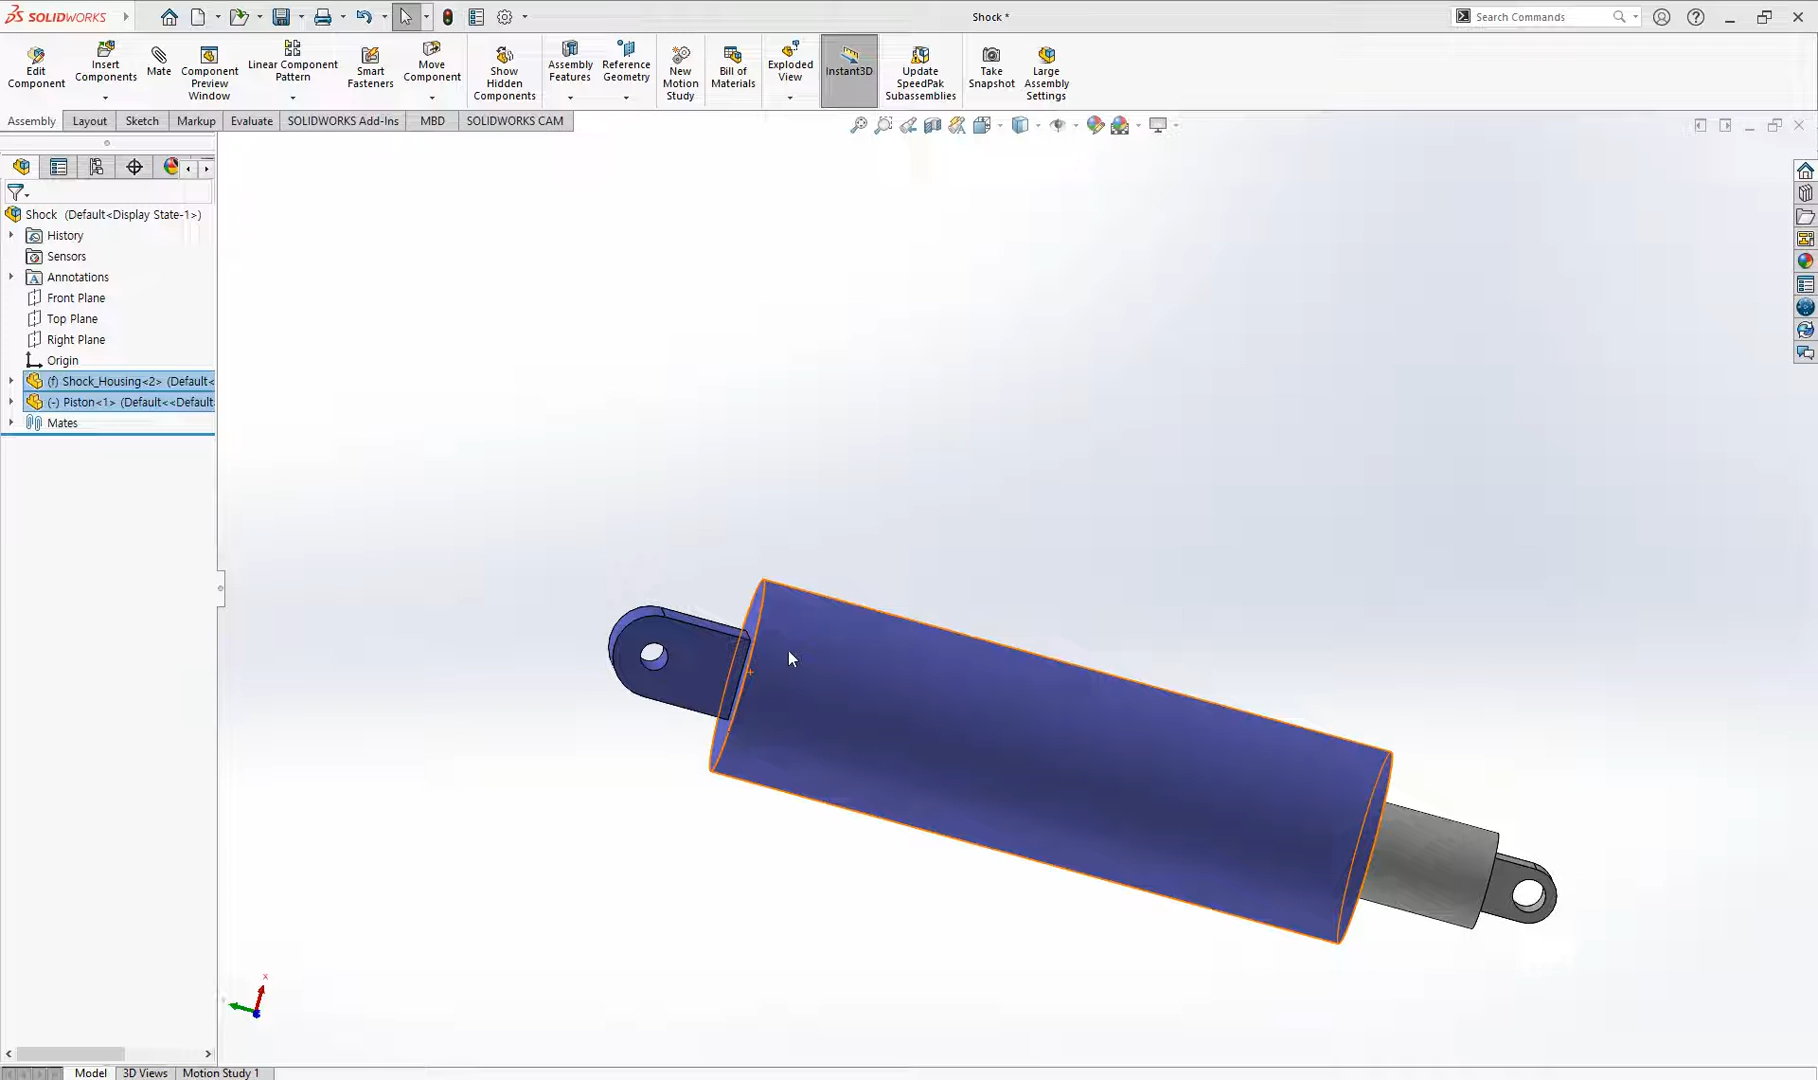 SOLIDWORKS
Shock *
Search Commands
Edit Component
Insert Components
Mate
Component Preview Window
Linear Component Pattern
Smart Fasteners
Move Component
Show Hidden Components
Assembly Features
Reference Geometry
New Motion Study
Bill of Materials
Exploded View
Instant3D
Update SpeedPak Subassemblies
Take Snapshot
Large Assembly Settings
Assembly
Layout
Sketch
Markup
Evaluate
SOLIDWORKS Add-Ins
MBD
SOLIDWORKS CAM
Shock (Default<Display State-1>)
History
Sensors
Annotations
Front Plane
Top Plane
Right Plane
Origin
(f) Shock_Housing<2> (Default<
(-) Piston<1> (Default<<Default
Mates
x
Model
3D Views
Motion Study 1